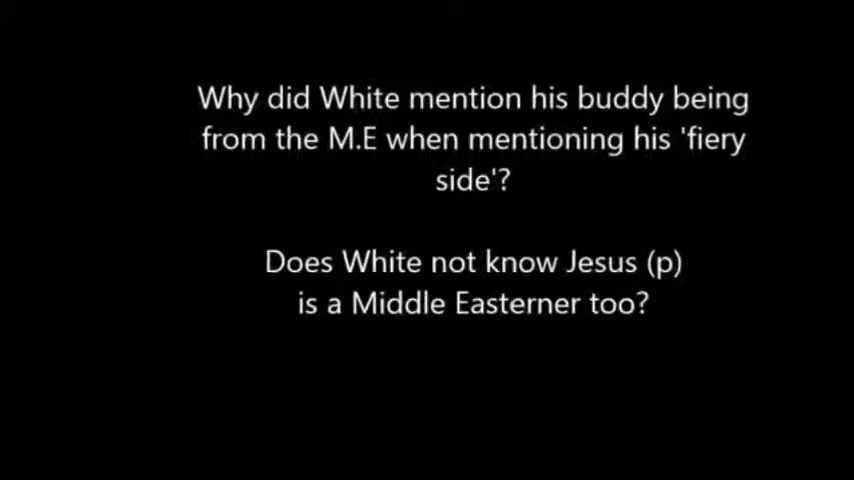 Why did White mention his buddy being
from the M.E when mentioning his 'fiery
side'?
Does White not know Jesus (p)
is a Middle Easterner too?